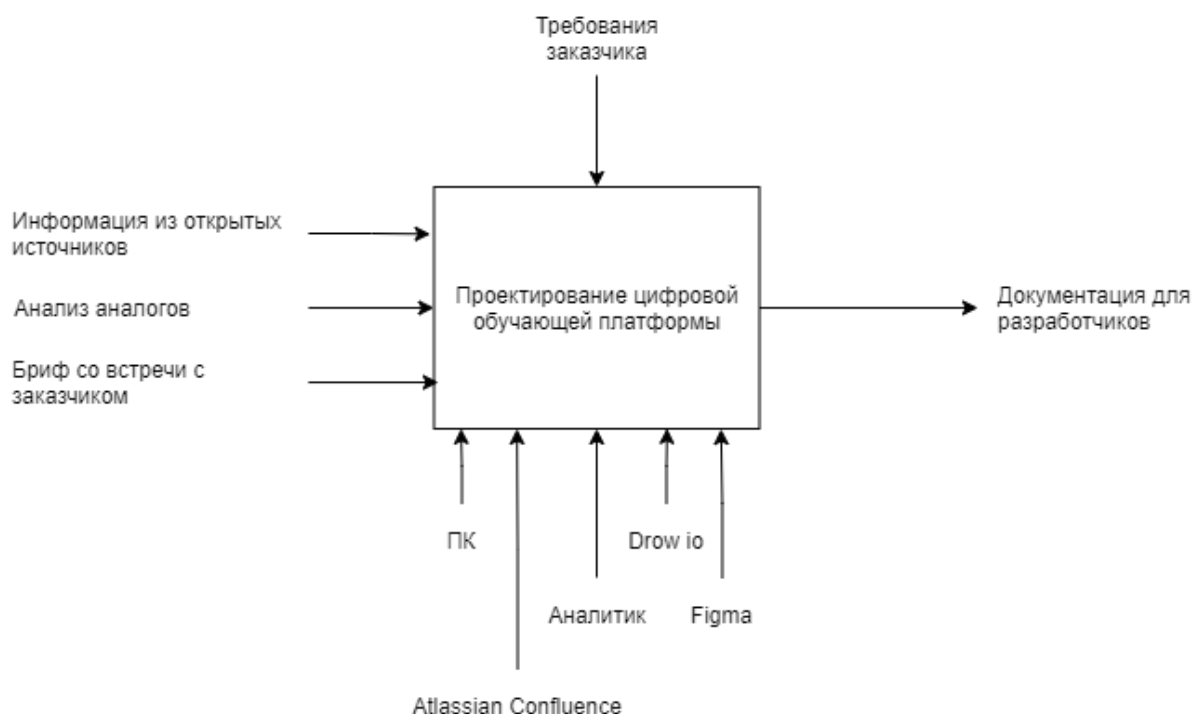 Требования
заказчика
Информация из открытых
источников
Анализ аналогов
Бриф со встречи с
заказчиком
Проектирование цифровой
обучающей платформы
Документация для
разработчиков
ПК
Drow io
Аналитик
Figma
Atlassian Confluence